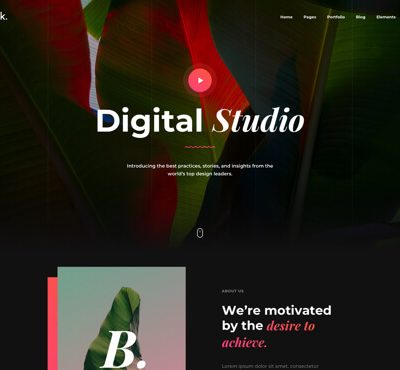 k.
Home Pages Portfolio Blog Elements
Digital Studio
Introducing the best practices, stories, and insights from the
world's top design leaders.
ABOUT US
We're motivated
by the desire to
achieve.
B.
Lorem ipsum dolor sit amet, consectetur